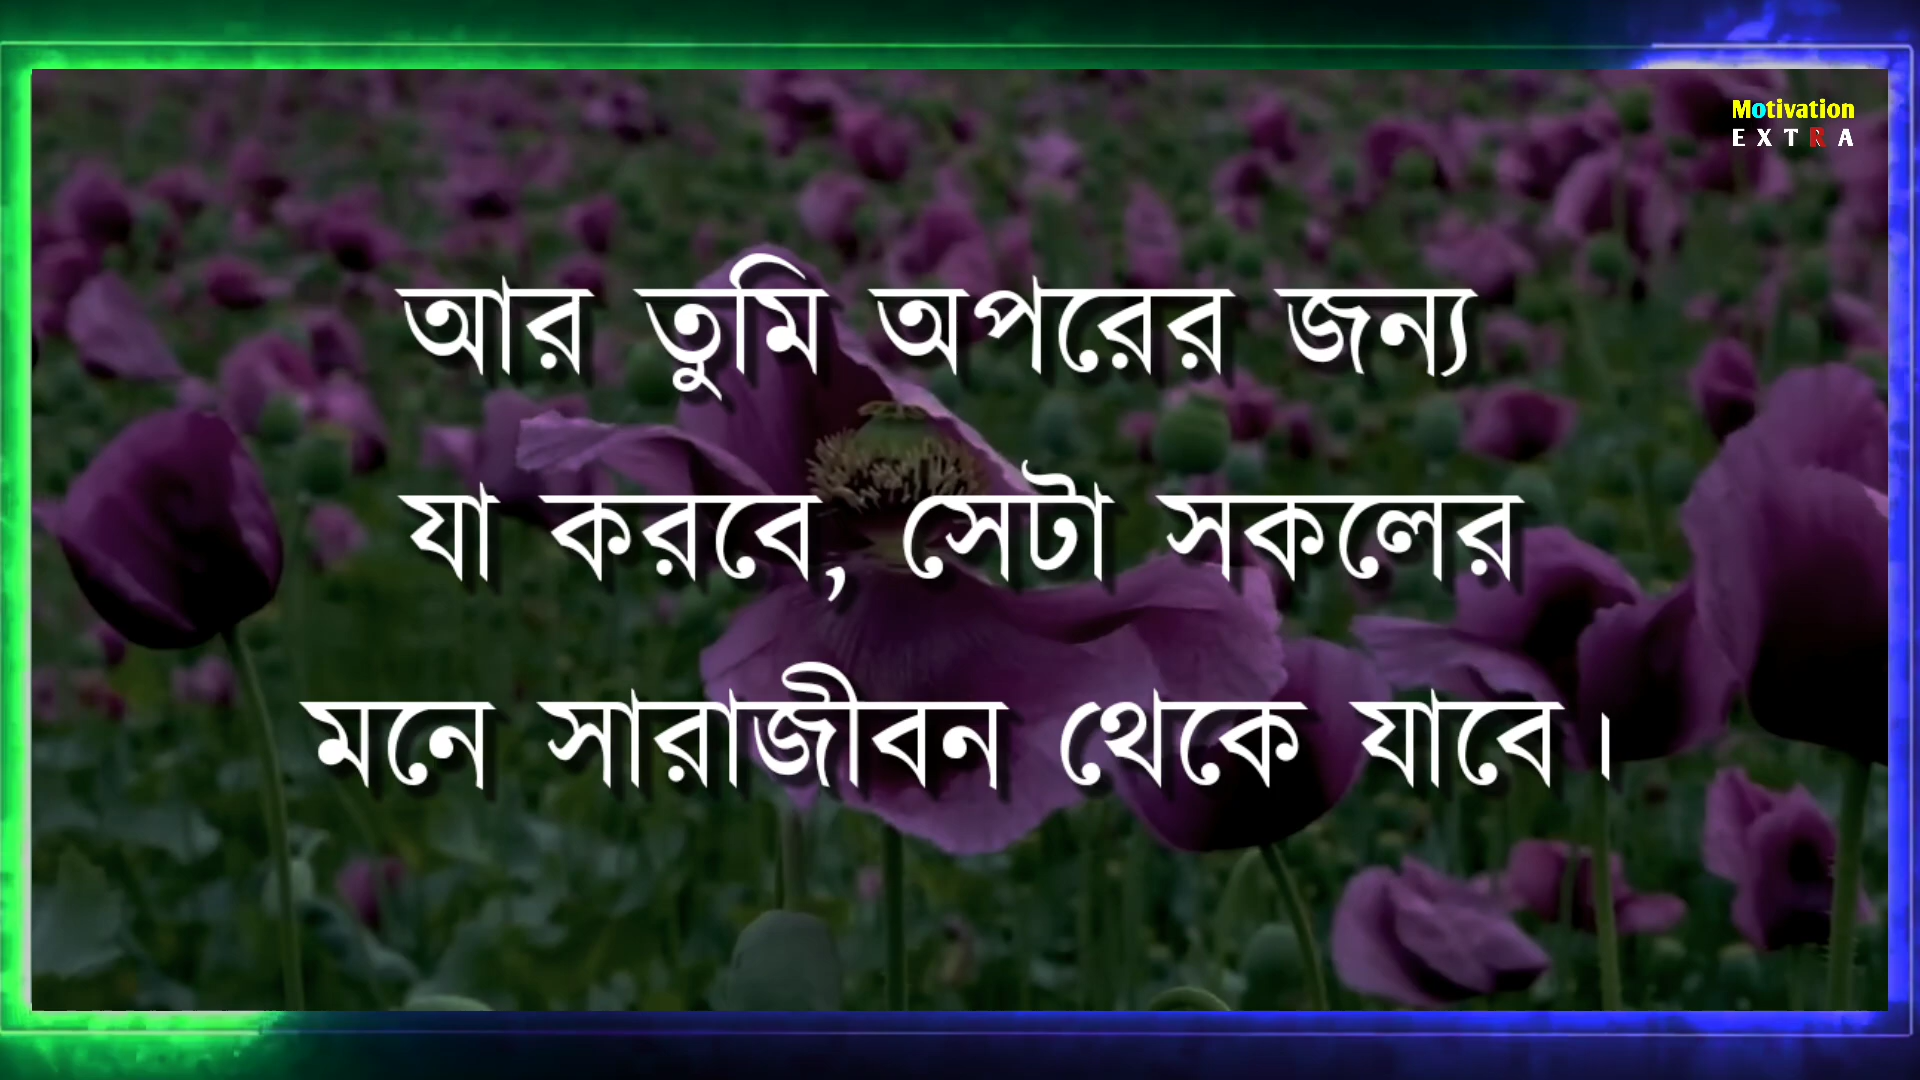 Motivation
EXTRA
আর তুমি অপরের জন্য
যা করবে, সেটা সকলের
মনে সারাজীবন থেকে যাবে।